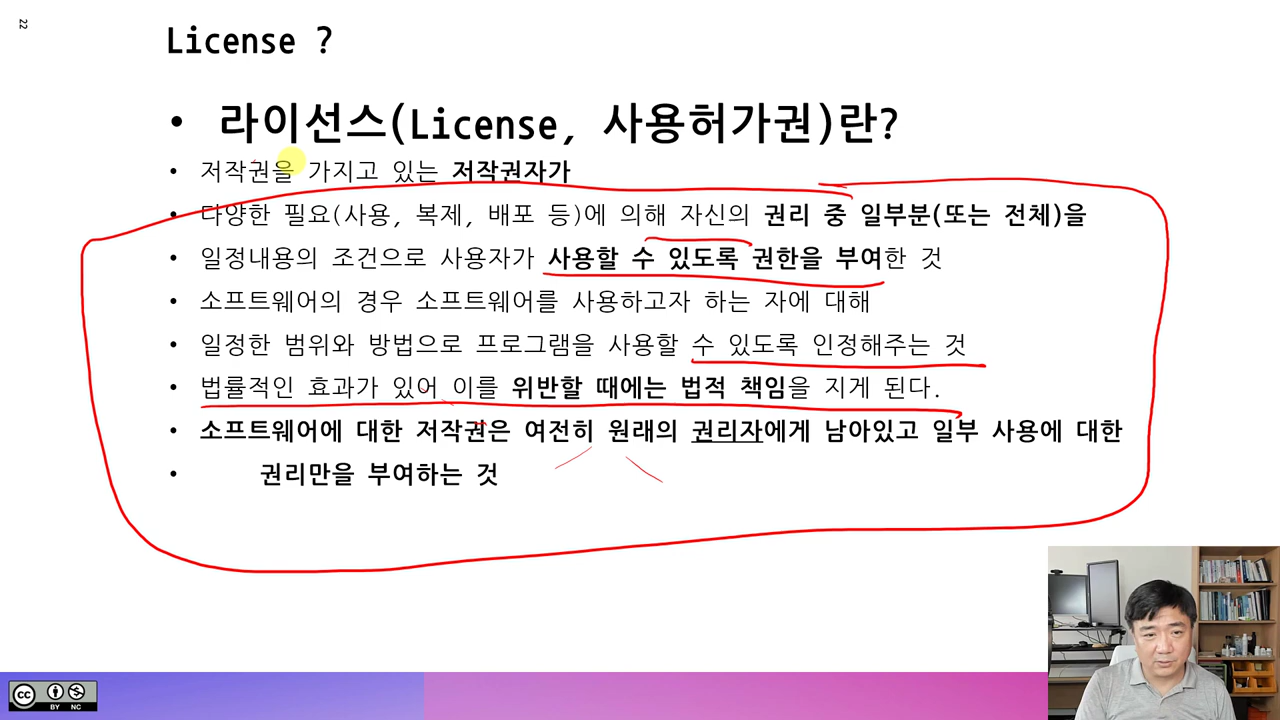 22
License ?
• 라이선스(License, 사용허가권)란?
• 저작권을 가지고 있는 저작권자가
• 다양한 필요(사용, 복제, 배포 등)에 의해 자신의 권리 중 일부분(또는 전체)을
• 일정내용의 조건으로 사용자가 사용할 수 있도록 권한을 부여한 것
• 소프트웨어의 경우 소프트웨어를 사용하고자 하는 자에 대해
• 일정한 범위와 방법으로 프로그램을 사용할 수 있도록 인정해주는 것
• 법률적인 효과가 있어 이를 위반할 때에는 법적 책임을 지게 된다.
• 소프트웨어에 대한 저작권은 여전히 원래의 권리자에게 남아있고 일부 사용에 대한
• 권리만을 부여하는 것
cc BY NC